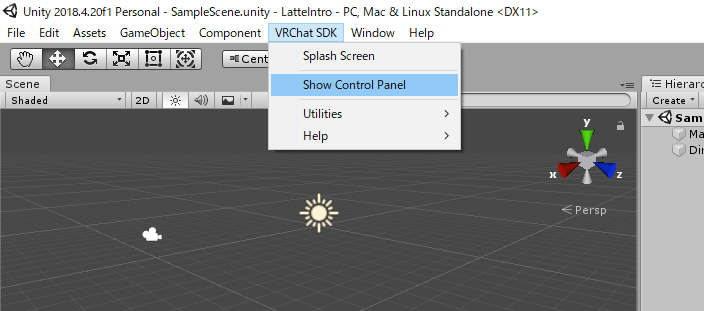 Unity 2018.4.20f1 Personal - SampleScene.unity - LatteIntro - PC, Mac & Linux Standalone <DX11>
File Edit Assets GameObject Component VRChat SDK Window Help
Cent
Splash Screen
Show Control Panel
Utilities
Help
Scene
Shaded 2D
Hierarc
Create
Sam
Ma
Dir
y
x
z
Persp